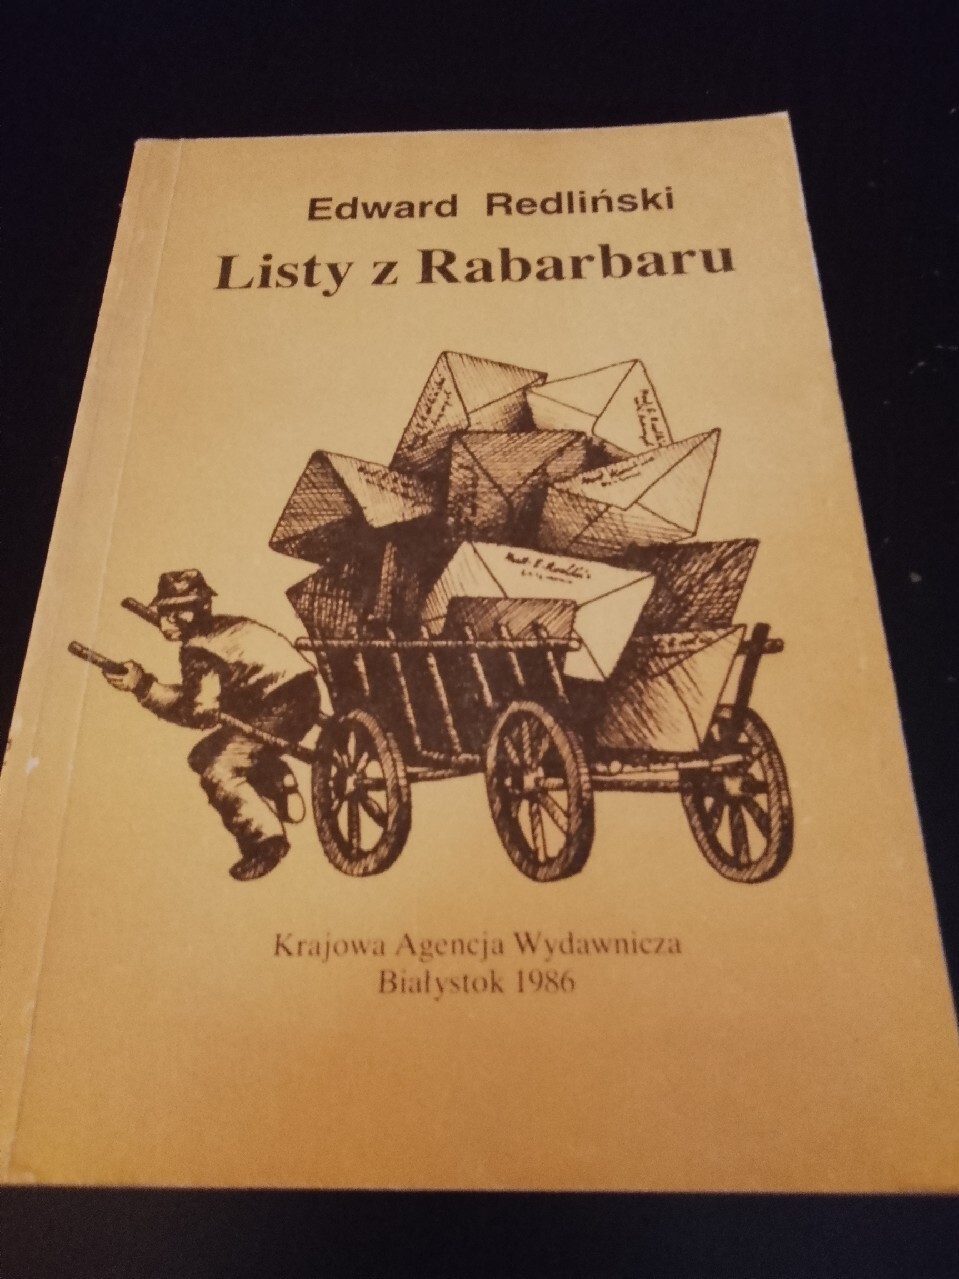 Edward Redliński
Listy z Rabarbaru
Krajowa Agencja Wydawnicza
Białystok 1986